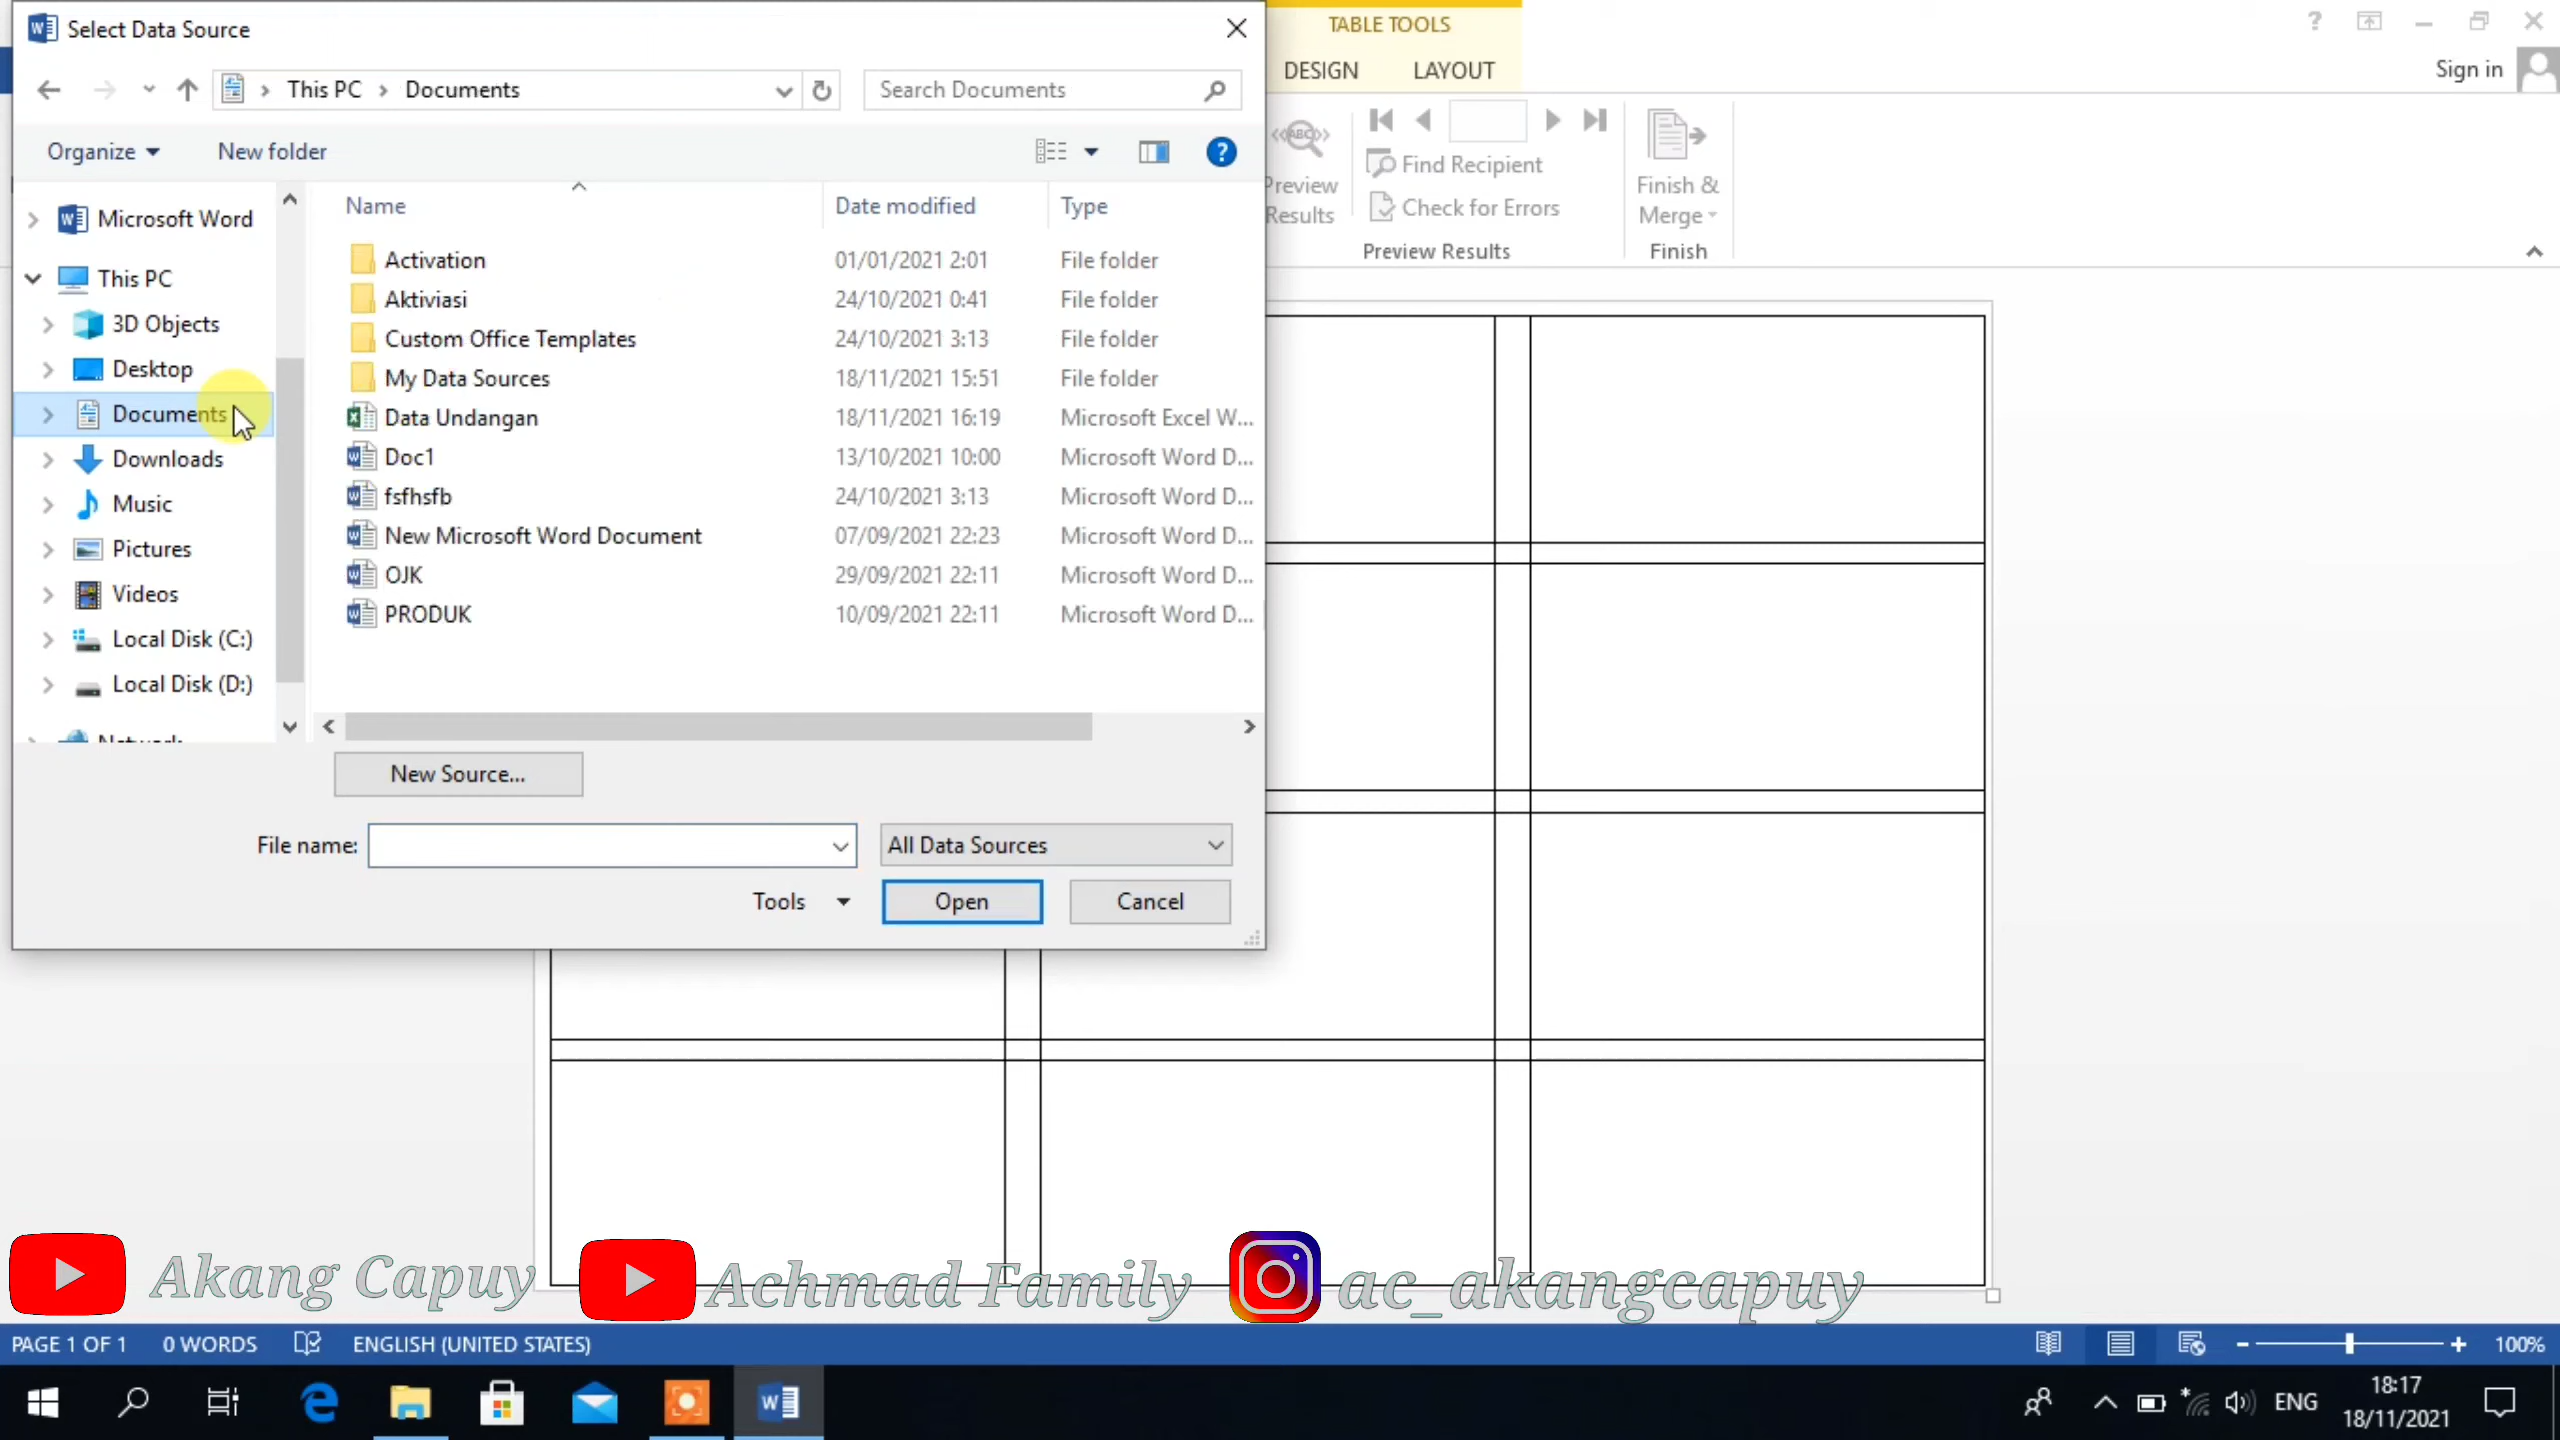 Select Data Source
This PC
Documents
Search Documents
Organize
New folder
Microsoft Word
This PC
3D Objects
Desktop
Documents
Downloads
Music
Pictures
Videos
Local Disk (C:)
Local Disk (D:)
Network
Name Date modified Type
Activation 01/01/2021 2:01 File folder
Aktiviasi 24/10/2021 0:41 File folder
Custom Office Templates 24/10/2021 3:13 File folder
My Data Sources 18/11/2021 15:51 File folder
Data Undangan 18/11/2021 16:19 Microsoft Excel W...
Doc1 13/10/2021 10:00 Microsoft Word D...
fsfhsfb 24/10/2021 3:13 Microsoft Word D...
New Microsoft Word Document 07/09/2021 22:23 Microsoft Word D...
OJK 29/09/2021 22:11 Microsoft Word D...
PRODUK 10/09/2021 22:11 Microsoft Word D...
New Source...
File name:
All Data Sources
Tools
Open
Cancel
TABLE TOOLS
DESIGN LAYOUT
Sign in
«ABC»
Preview
Results
Find Recipient
Check for Errors
Preview Results
Finish &
Merge
Finish
Akang Capuy
Achmad Family
ac_akangcapuy
PAGE 1 OF 1 0 WORDS ENGLISH (UNITED STATES)
100%
ENG
18:17
18/11/2021